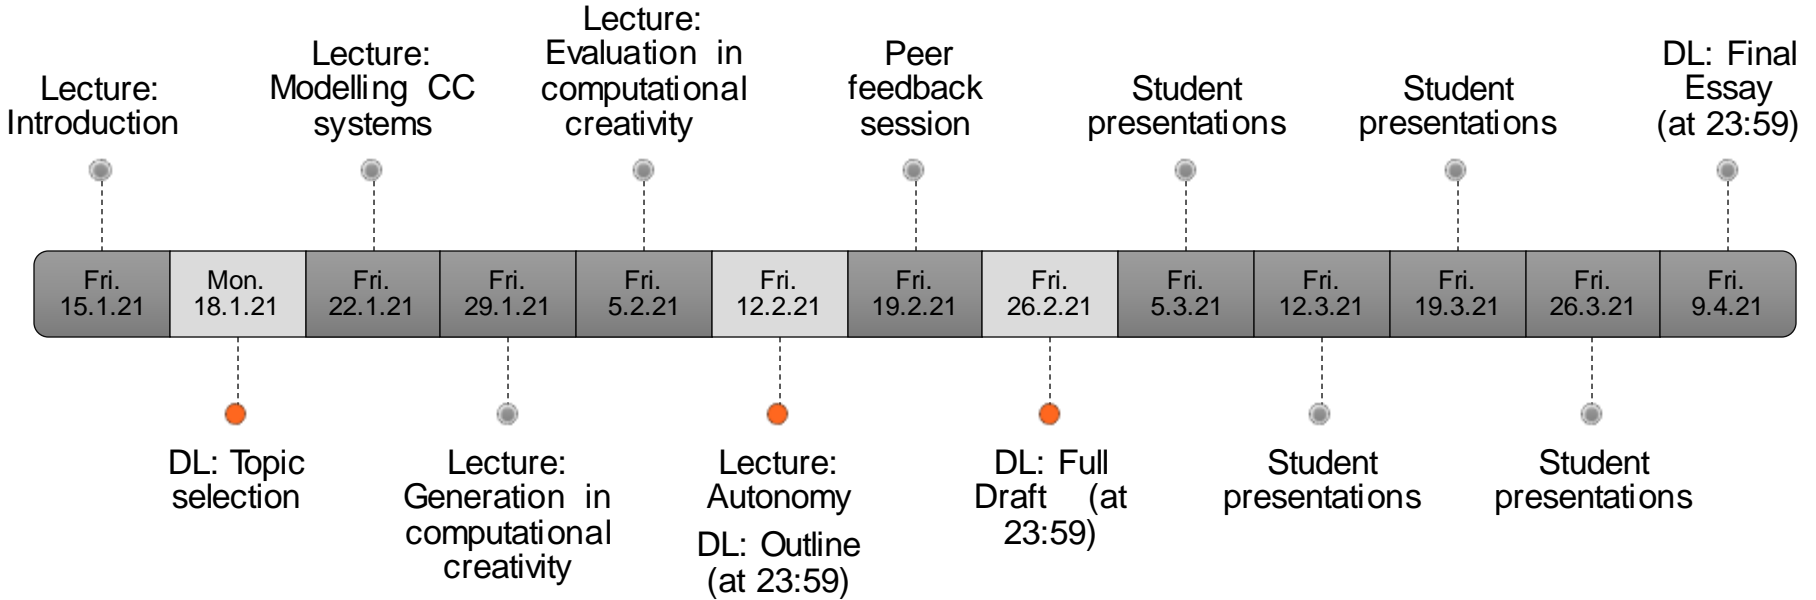 Lecture:
Introduction
Lecture:
Modelling CC
systems
Lecture:
Evaluation in
computational
creativity
Peer
feedback
session
Student
presentations
Student
presentations
DL: Final
Essay
(at 23:59)
Fri.
15.1.21
Mon.
18.1.21
Fri.
22.1.21
Fri.
29.1.21
Fri.
5.2.21
Fri.
12.2.21
Fri.
19.2.21
Fri.
26.2.21
Fri.
5.3.21
Fri.
12.3.21
Fri.
19.3.21
Fri.
26.3.21
Fri.
9.4.21
DL: Topic
selection
Lecture:
Generation in
computational
creativity
Lecture:
Autonomy
DL: Outline
(at 23:59)
DL: Full
Draft (at
23:59)
Student
presentations
Student
presentations